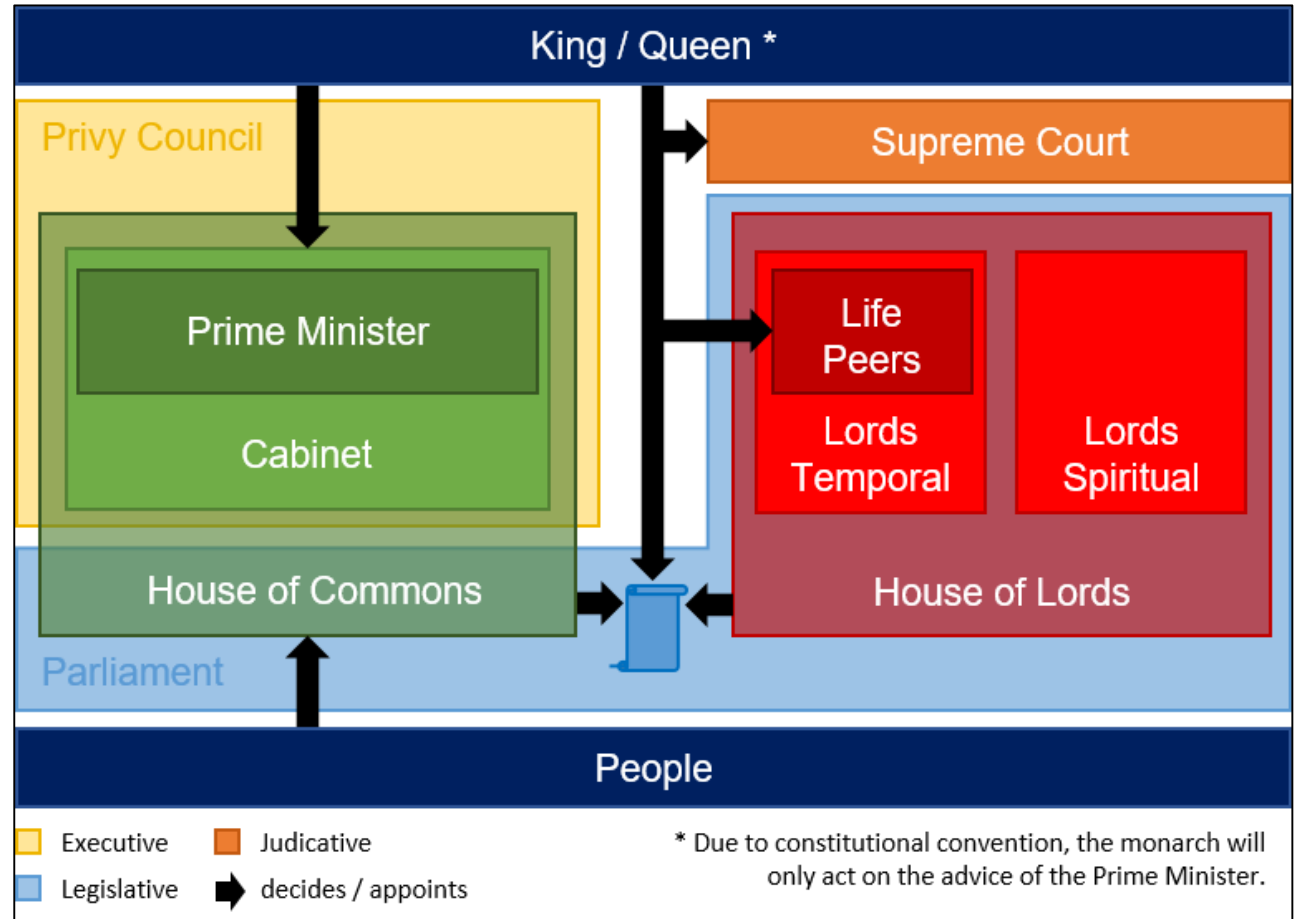 King / Queen *
Privy Council
Supreme Court
Prime Minister
Life
Peers
Cabinet
Lords
Temporal
Lords
Spiritual
House of Commons
House of Lords
Parliament
People
Executive
Judicative
Legislative
decides / appoints
* Due to constitutional convention, the monarch will
only act on the advice of the Prime Minister.